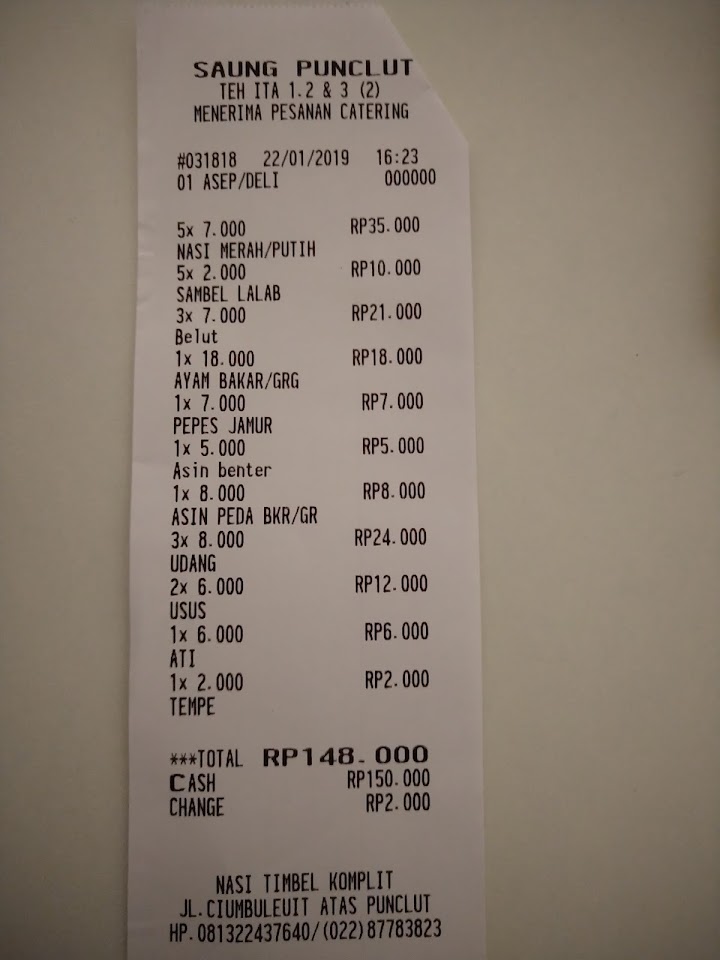 SAUNG PUNCLUT
TEH ITA 1.2 & 3 (2)
MENERIMA PESANAN CATERING
#031818 22/01/2019 16:23
01 ASEP/DELI 000000
5x 7.000 RP35.000
NASI MERAH/PUTIH
5x 2.000 RP10.000
SAMBEL LALAB
3x 7.000 RP21.000
Belut
1x 18.000 RP18.000
AYAM BAKAR/GRG
1x 7.000 RP7.000
PEPES JAMUR
1x 5.000 RP5.000
Asin benter
1x 8.000 RP8.000
ASIN PEDA BKR/GR
3x 8.000 RP24.000
UDANG
2x 6.000 RP12.000
USUS
1x 6.000 RP6.000
ATI
1x 2.000 RP2.000
TEMPE
***TOTAL RP148.000
CASH RP150.000
CHANGE RP2.000
NASI TIMBEL KOMPLIT
JL.CIUMBULEUIT ATAS PUNCLUT
HP.081322437640/(022)87783823